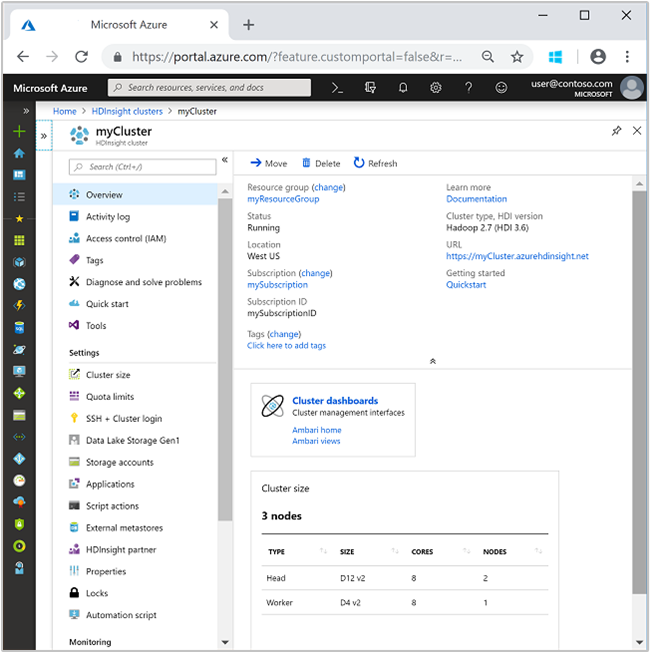 Microsoft Azure
https://portal.azure.com/?feature.customportal=false&r=...
Microsoft Azure
Search resources, services, and docs
user@contoso.com
MICROSOFT
Home > HDInsight clusters > myCluster
myCluster
HDInsight cluster
Search (Ctrl+/)
Overview
Activity log
Access control (IAM)
Tags
Diagnose and solve problems
Quick start
Tools
Settings
Cluster size
Quota limits
SSH + Cluster login
Data Lake Storage Gen1
Storage accounts
Applications
Script actions
External metastores
HDInsight partner
Properties
Locks
Automation script
Monitoring
Move Delete Refresh
Resource group (change)
myResourceGroup
Status
Running
Location
West US
Subscription (change)
mySubscription
Subscription ID
mySubscriptionID
Tags (change)
Click here to add tags
Learn more
Documentation
Cluster type, HDI version
Hadoop 2.7 (HDI 3.6)
URL
https://myCluster.azurehdinsight.net
Getting started
Quickstart
Cluster dashboards
Cluster management interfaces
Ambari home
Ambari views
Cluster size
3 nodes
TYPE SIZE CORES NODES
Head D12 v2 8 2
Worker D4 v2 8 1